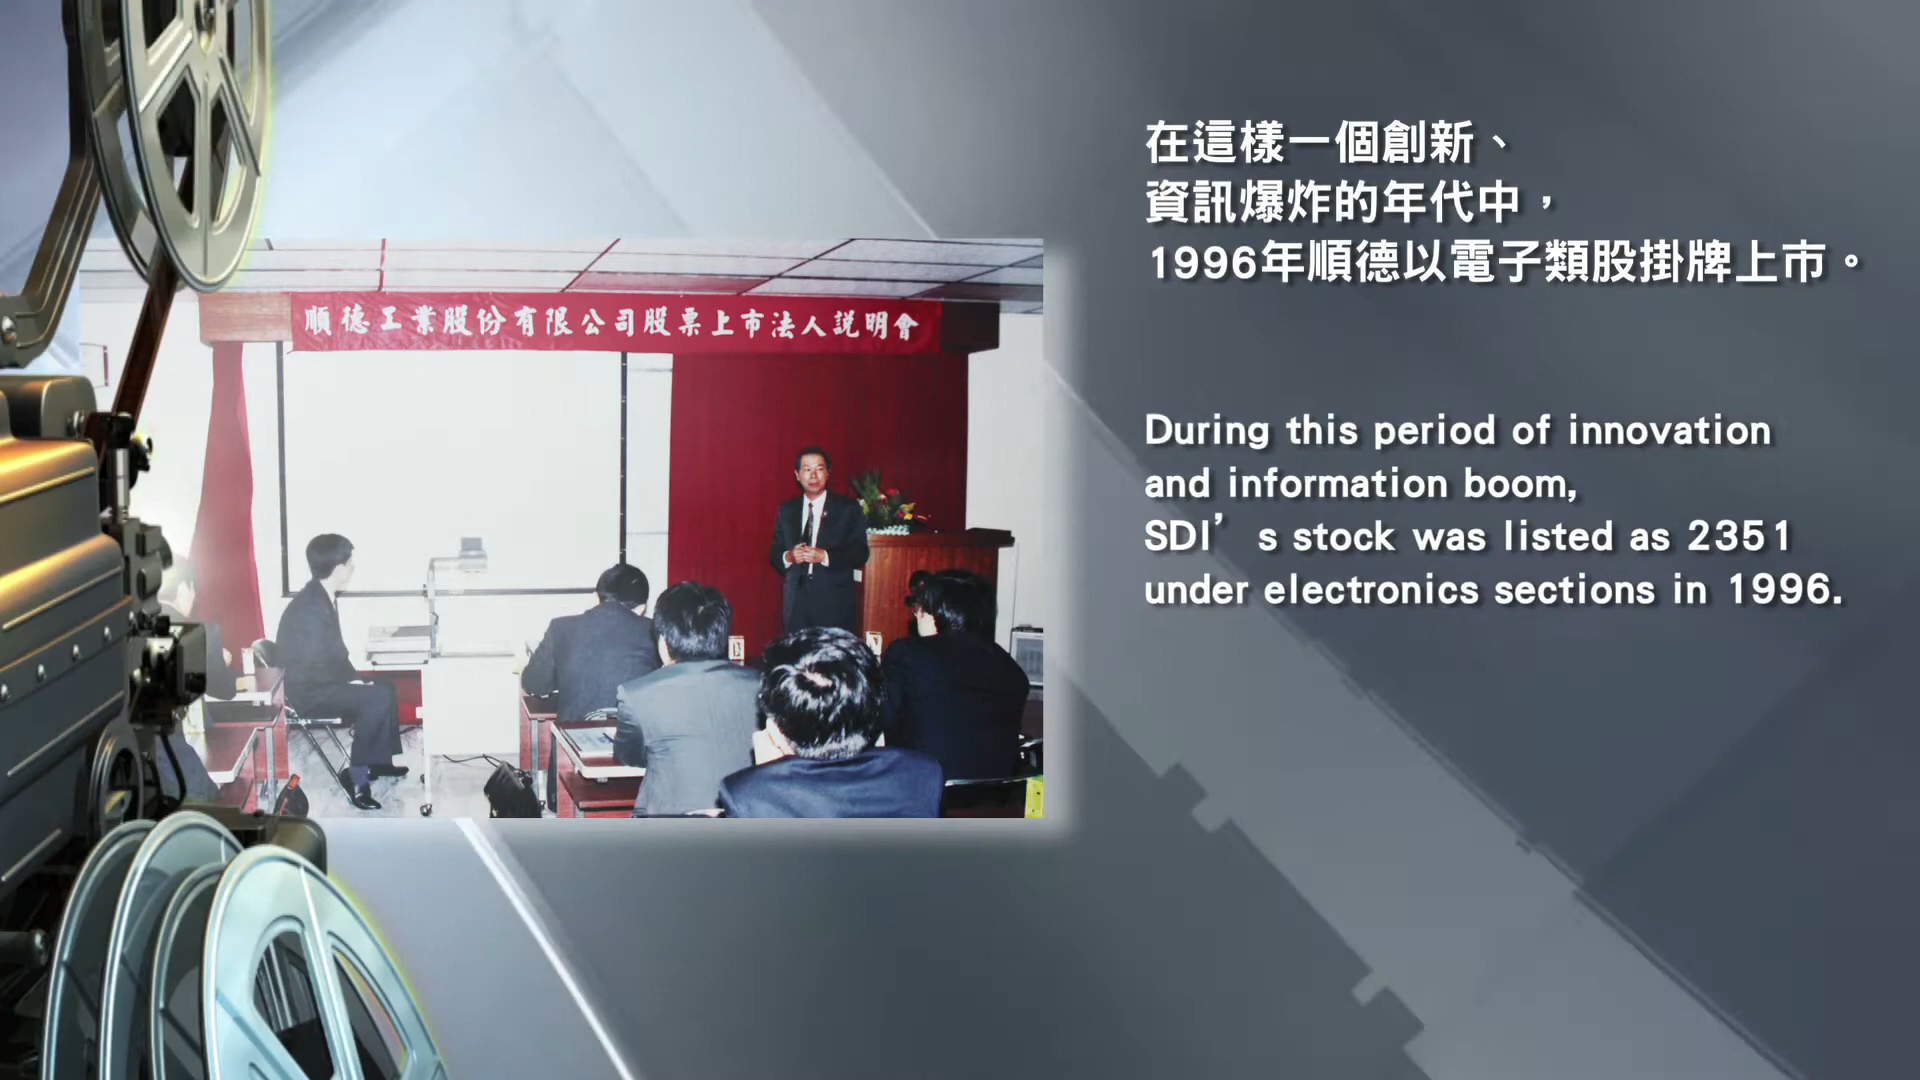 順德工業股份有限公司股票上市法人説明會
在這樣一個創新、
資訊爆炸的年代中，
1996年順德以電子類股掛牌上市。
During this period of innovation
and information boom,
SDI’s stock was listed as 2351
under electronics sections in 1996.